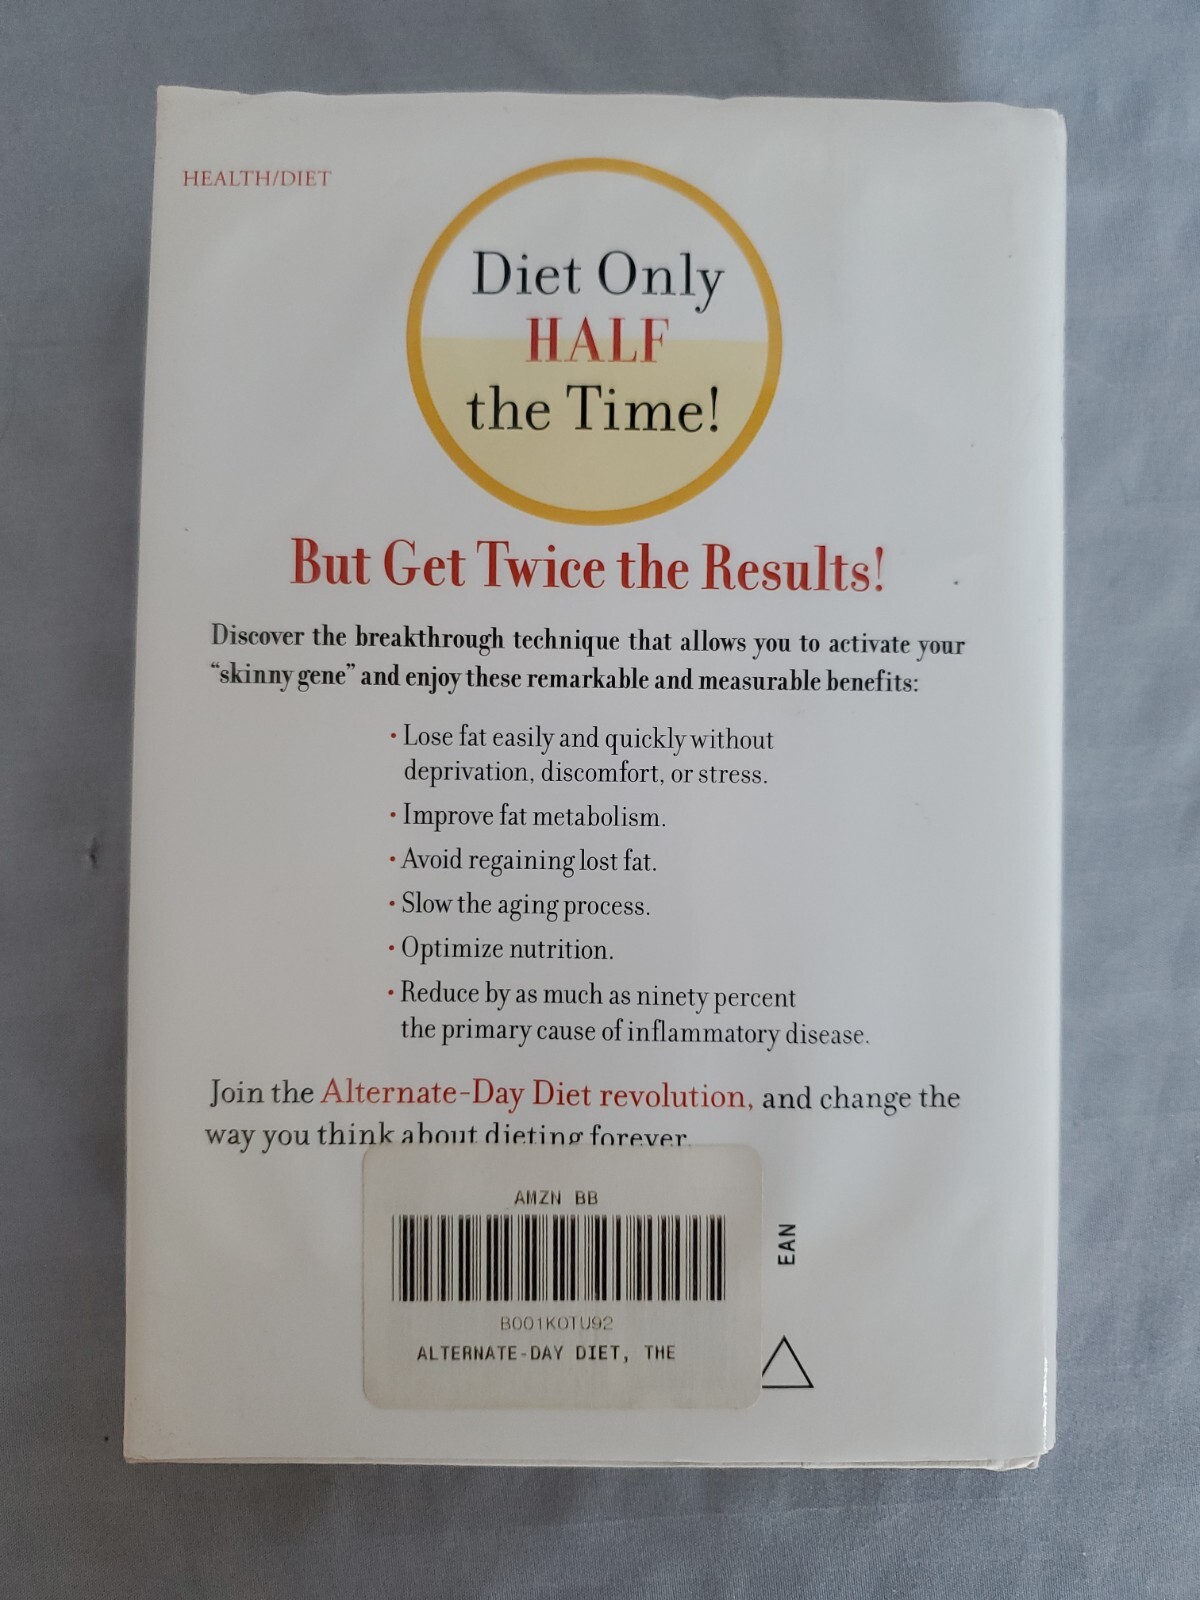 HEALTH/DIET
Diet Only
HALF
the Time!
But Get Twice the Results!
Discover the breakthrough technique that allows you to activate your
“skinny gene” and enjoy these remarkable and measurable benefits:
• Lose fat easily and quickly without
deprivation, discomfort, or stress.
• Improve fat metabolism.
• Avoid regaining lost fat.
• Slow the aging process.
• Optimize nutrition.
• Reduce by as much as ninety percent
the primary cause of inflammatory disease.
Join the Alternate-Day Diet revolution, and change the
way you think about dieting forever.
AMZN BB
B001KOTU92
ALTERNATE-DAY DIET, THE
EAN